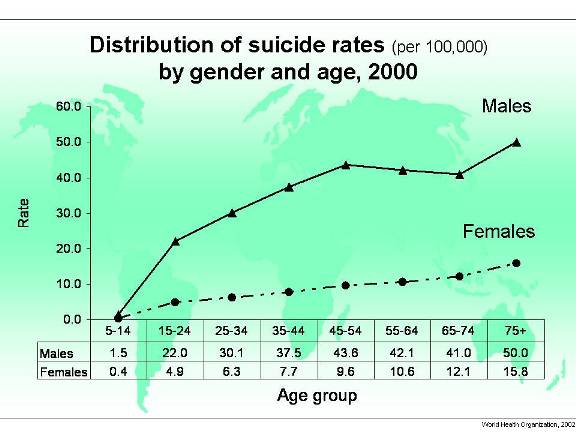 Distribution of suicide rates (per 100,000)
by gender and age, 2000
Males
60.0
50.0
40.0
30.0
20.0
10.0
0.0
Rate
Females
5-14 15-24 25-34 35-44 45-54 55-64 65-74 75+
Males 1.5 22.0 30.1 37.5 43.6 42.1 41.0 50.0
Females 0.4 4.9 6.3 7.7 9.6 10.6 12.1 15.8
Age group
World Health Organization, 2002